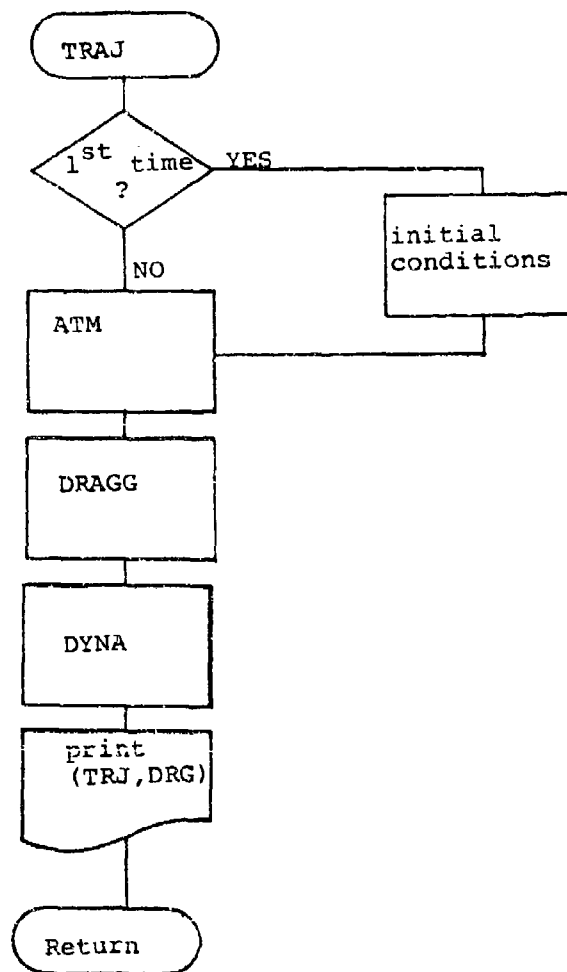 TRAJ
1st time
?
YES
initial
conditions
NO
ATM
DRAGG
DYNA
print
(TRJ,DRG)
Return